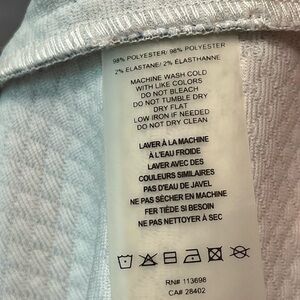 98% POLYESTER/ 98% POLYESTER
2% ELASTANE/ 2% ÉLASTHANNE
MACHINE WASH COLD
WITH LIKE COLORS
DO NOT BLEACH
DO NOT TUMBLE DRY
DRY FLAT
LOW IRON IF NEEDED
DO NOT DRY CLEAN
LAVER À LA MACHINE
À L'EAU FROIDE
LAVER AVEC DES
COULEURS SIMILAIRES
PAS D'EAU DE JAVEL
NE PAS SÉCHER EN MACHINE
FER TIÈDE SI BESOIN
NE PAS NETTOYER À SEC
RN# 113698
CA# 28402